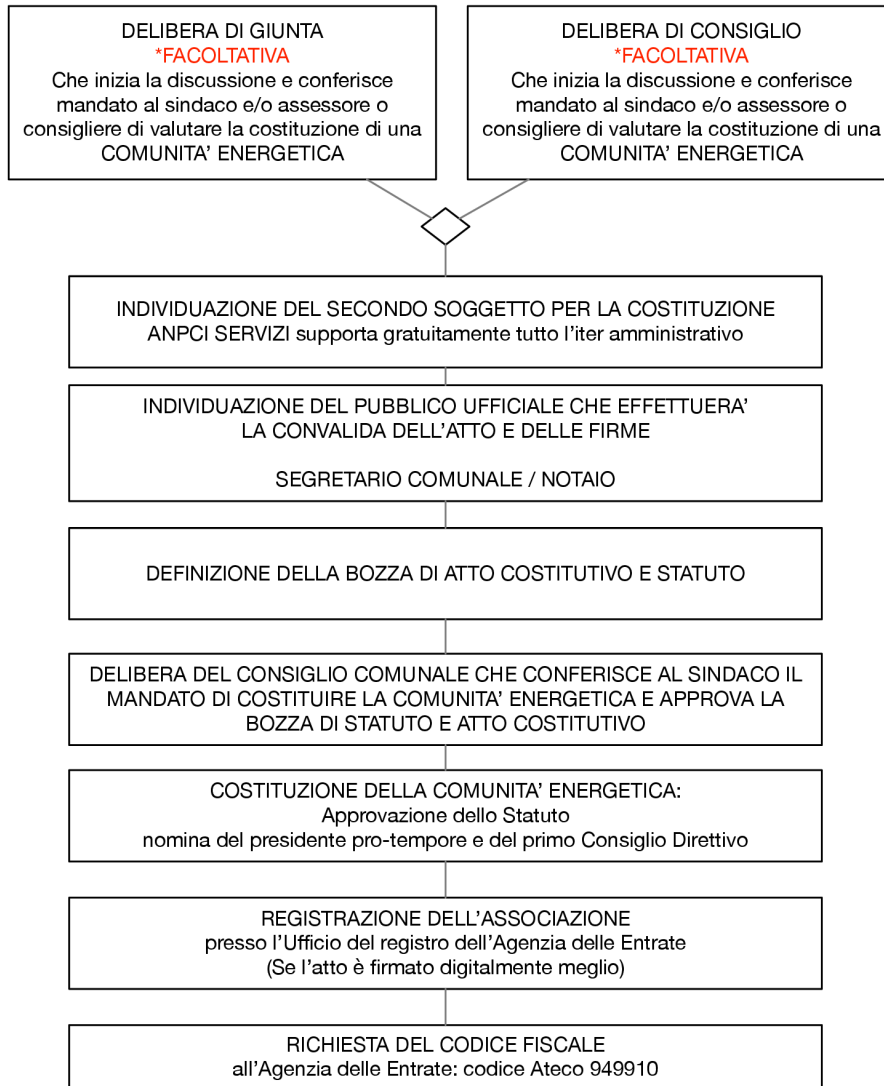 DELIBERA DI GIUNTA
*FACOLTATIVA
Che inizia la discussione e conferisce
mandato al sindaco e/o assessore o
consigliere di valutare la costituzione di una
COMUNITA' ENERGETICA
DELIBERA DI CONSIGLIO
*FACOLTATIVA
Che inizia la discussione e conferisce
mandato al sindaco e/o assessore o
consigliere di valutare la costituzione di una
COMUNITA' ENERGETICA
INDIVIDUAZIONE DEL SECONDO SOGGETTO PER LA COSTITUZIONE
ANPCI SERVIZI supporta gratuitamente tutto l'iter amministrativo
INDIVIDUAZIONE DEL PUBBLICO UFFICIALE CHE EFFETTUERA'
LA CONVALIDA DELL'ATTO E DELLE FIRME
SEGRETARIO COMUNALE / NOTAIO
DEFINIZIONE DELLA BOZZA DI ATTO COSTITUTIVO E STATUTO
DELIBERA DEL CONSIGLIO COMUNALE CHE CONFERISCE AL SINDACO IL
MANDATO DI COSTITUIRE LA COMUNITA' ENERGETICA E APPROVA LA
BOZZA DI STATUTO E ATTO COSTITUTIVO
COSTITUZIONE DELLA COMUNITA' ENERGETICA:
Approvazione dello Statuto
nomina del presidente pro-tempore e del primo Consiglio Direttivo
REGISTRAZIONE DELL'ASSOCIAZIONE
presso l'Ufficio del registro dell'Agenzia delle Entrate
(Se l'atto è firmato digitalmente meglio)
RICHIESTA DEL CODICE FISCALE
all'Agenzia delle Entrate: codice Ateco 949910